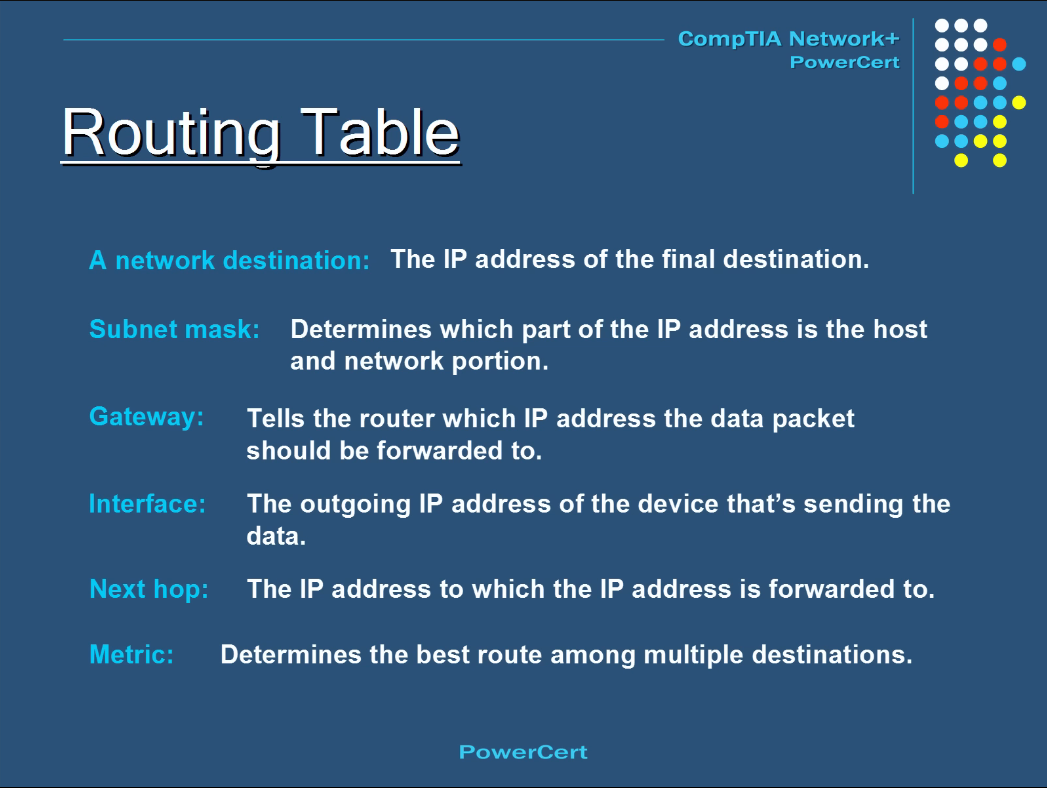 CompTIA Network+
PowerCert
Routing Table
A network destination: The IP address of the final destination.
Subnet mask: Determines which part of the IP address is the host
and network portion.
Gateway: Tells the router which IP address the data packet
should be forwarded to.
Interface: The outgoing IP address of the device that’s sending the
data.
Next hop: The IP address to which the IP address is forwarded to.
Metric: Determines the best route among multiple destinations.
PowerCert